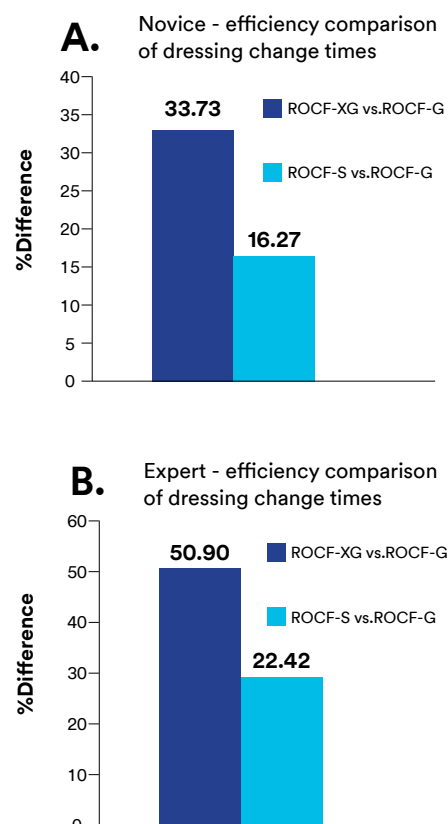 A.
Novice - efficiency comparison
of dressing change times
%Difference
40
35
30
25
20
15
10
5
0
33.73
16.27
ROCF-XG vs.ROCF-G
ROCF-S vs.ROCF-G
B.
Expert - efficiency comparison
of dressing change times
%Difference
60
50
40
30
20
10
0
50.90
22.42
ROCF-XG vs.ROCF-G
ROCF-S vs.ROCF-G